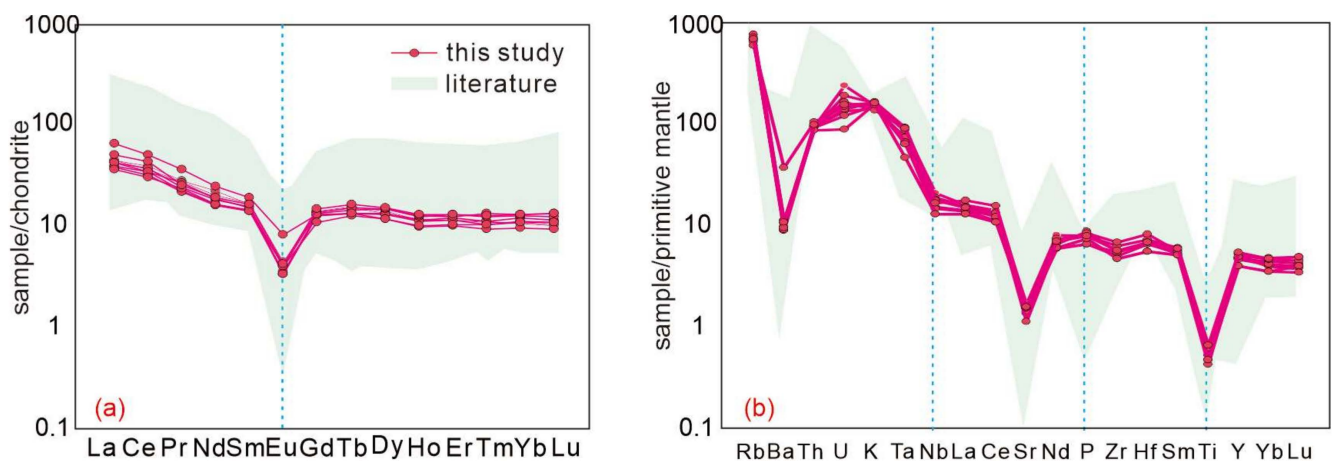 sample/chondrite
1000
100
10
1
0.1
this study
literature
(a)
La Ce Pr Nd Sm Eu Gd Tb Dy Ho Er Tm Yb Lu
sample/primitive mantle
1000
100
10
1
0.1
(b)
Rb Ba Th U K Ta Nb La Ce Sr Nd P Zr Hf Sm Ti Y Yb Lu